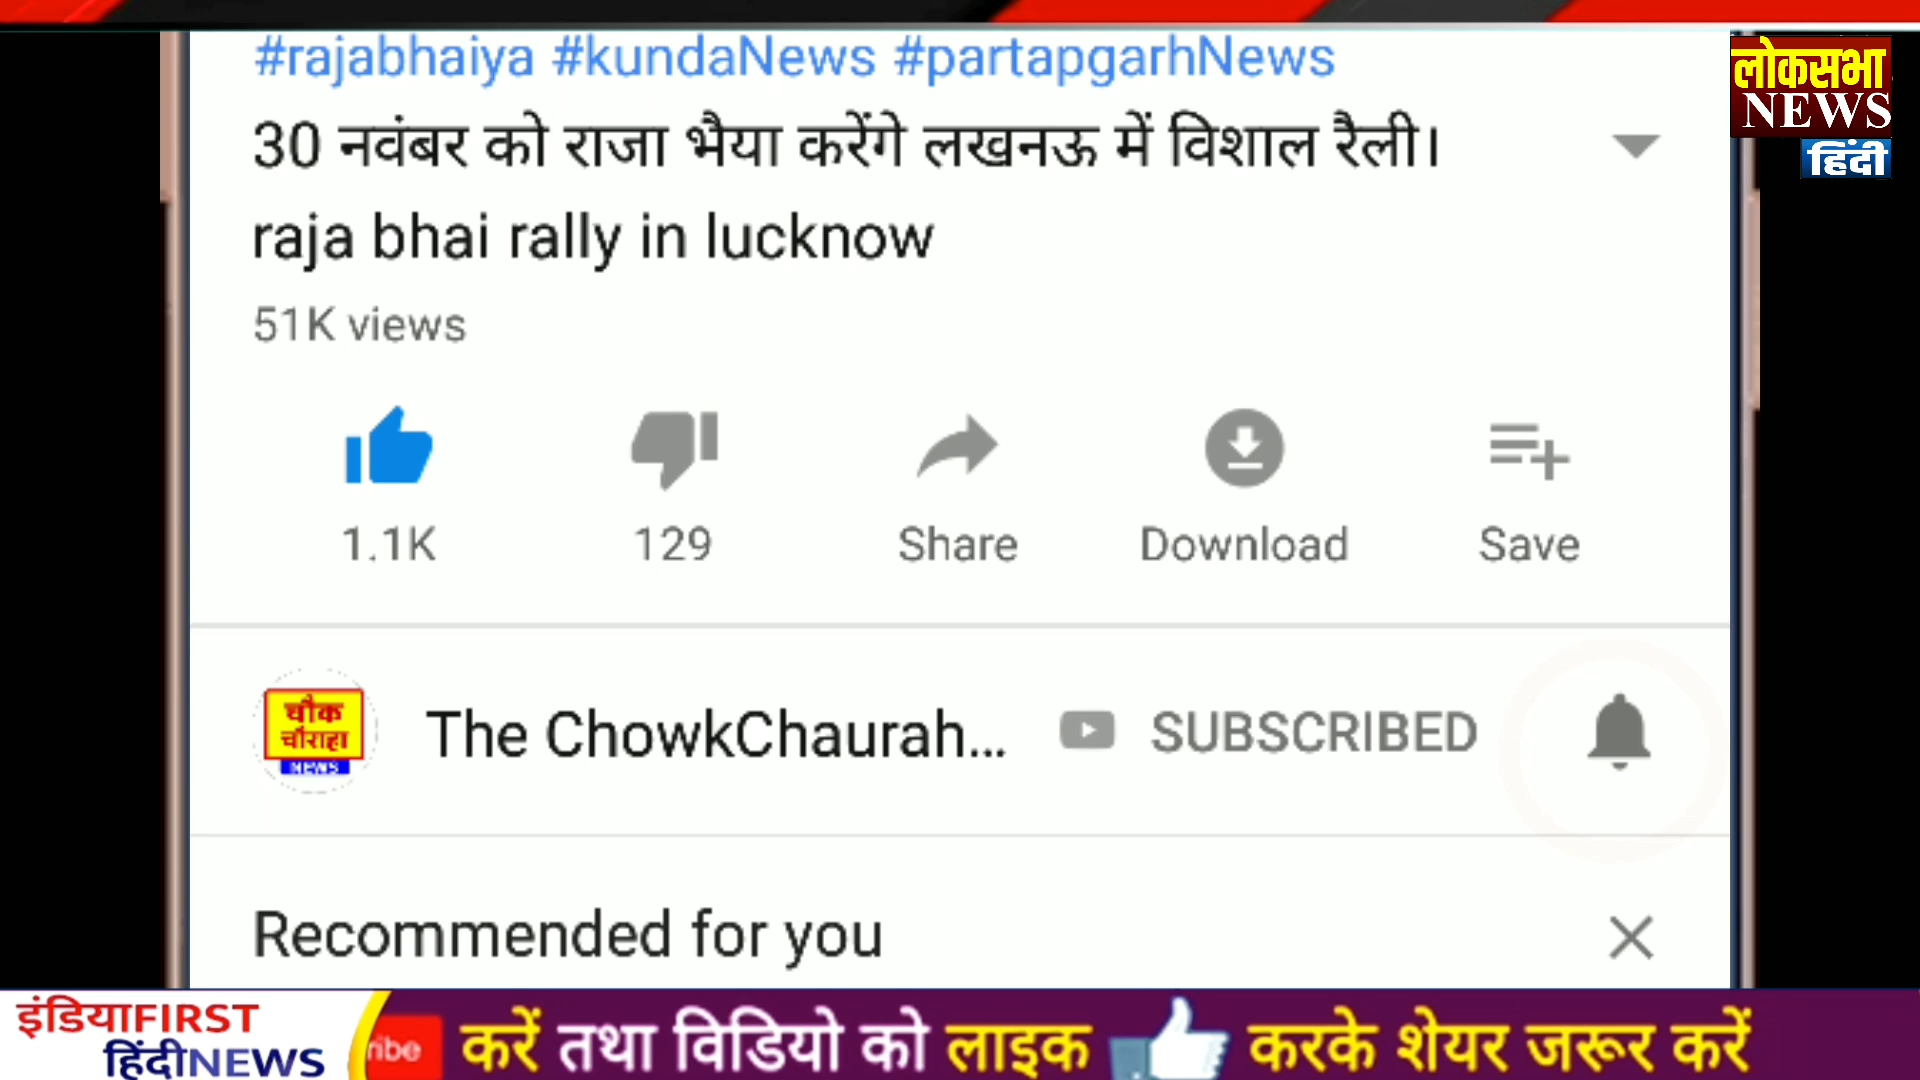 #rajabhaiya #kundaNews #partapgarhNews
लोकसभा
NEWS
हिंदी
30 नवंबर को राजा भैया करेंगे लखनऊ में विशाल रैली।
raja bhai rally in lucknow
51K views
1.1K 129 Share Download Save
चौक
चौराहा
NEWS
The ChowkChaurah... SUBSCRIBED
Recommended for you
इंडियाFIRST
हिंदीNEWS
ribe करें तथा विडियो को लाइक करके शेयर जरूर करें